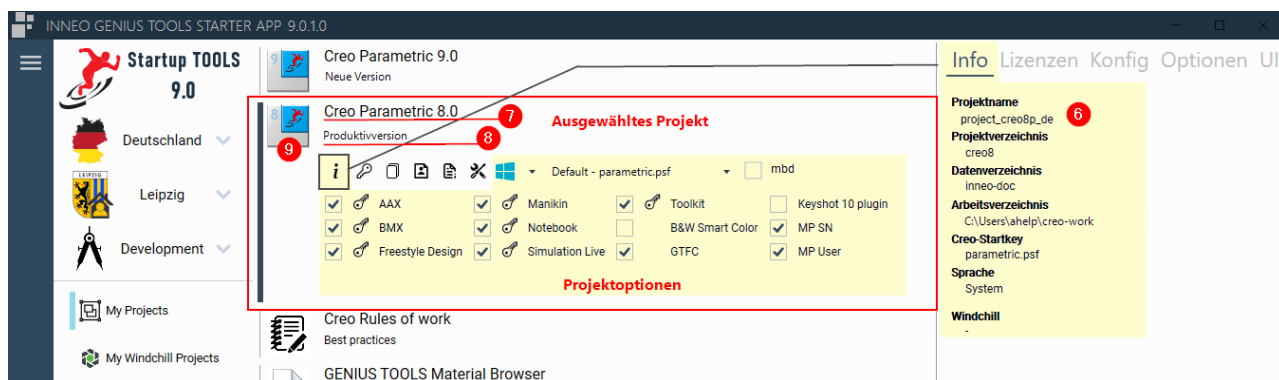 INNEO GENIUS TOOLS STARTER APP 9.0.1.0
Startup TOOLS
9.0
Deutschland
LEIPZIG
Leipzig
Development
My Projects
My Windchill Projects
9
Creo Parametric 9.0
Neue Version
8
Creo Parametric 8.0
7
Produktivversion
8
9
Ausgewähltes Projekt
i
Default - parametric.psf
mbd
AAX Manikin Toolkit Keyshot 10 plugin
BMX Notebook B&W Smart Color MP SN
Freestyle Design Simulation Live GTFC MP User
Projektoptionen
Creo Rules of work
Best practices
GENIUS TOOLS Material Browser
Info Lizenzen Konfig Optionen UI
Projektname
project_creo8p_de
6
Projektverzeichnis
creo8
Datenverzeichnis
inneo-doc
Arbeitsverzeichnis
C:\Users\ahelp\creo-work
Creo-Startkey
parametric.psf
Sprache
System
Windchill
-